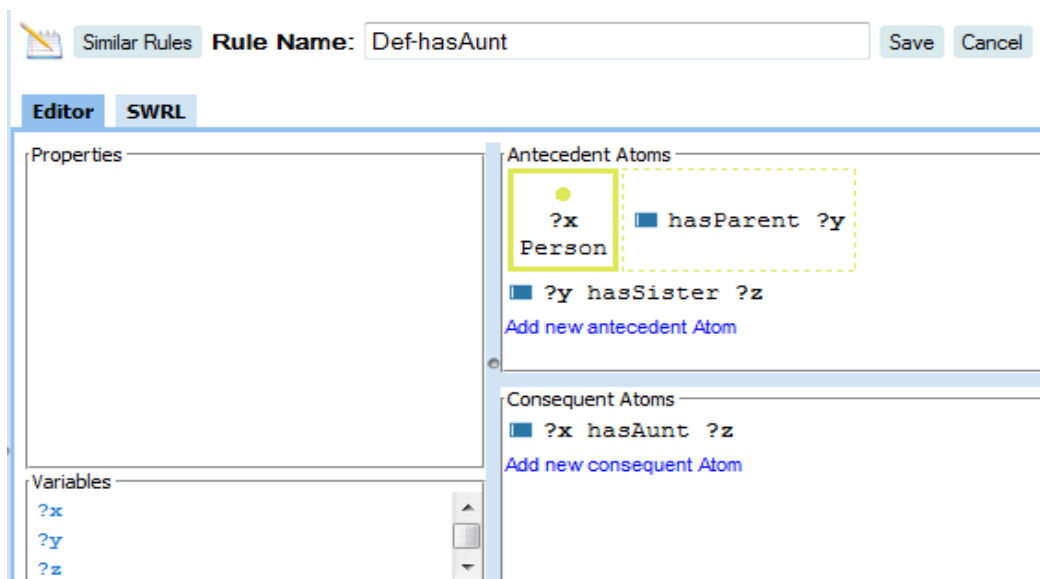 Similar Rules Rule Name: Def-hasAunt Save Cancel
Editor SWRL
Properties
Antecedent Atoms
?x
Person
hasParent ?y
?y hasSister ?z
Add new antecedent Atom
Consequent Atoms
?x hasAunt ?z
Add new consequent Atom
Variables
?x
?y
?z